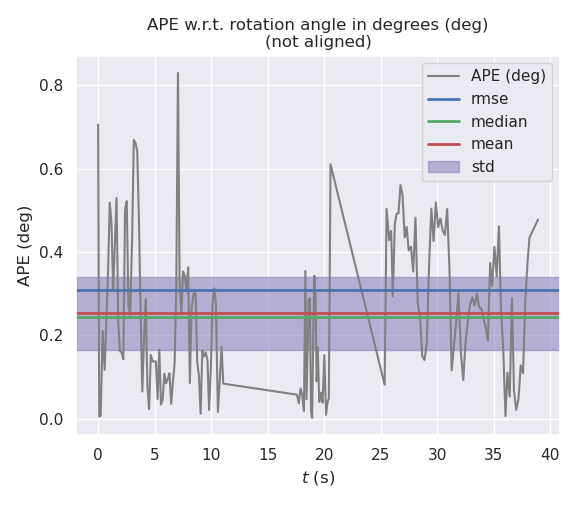 APE w.r.t. rotation angle in degrees (deg)
(not aligned)
APE (deg)
rmse
median
mean
std
APE (deg)
0.8
0.6
0.4
0.2
0.0
0 5 10 15 20 25 30 35 40
t (s)